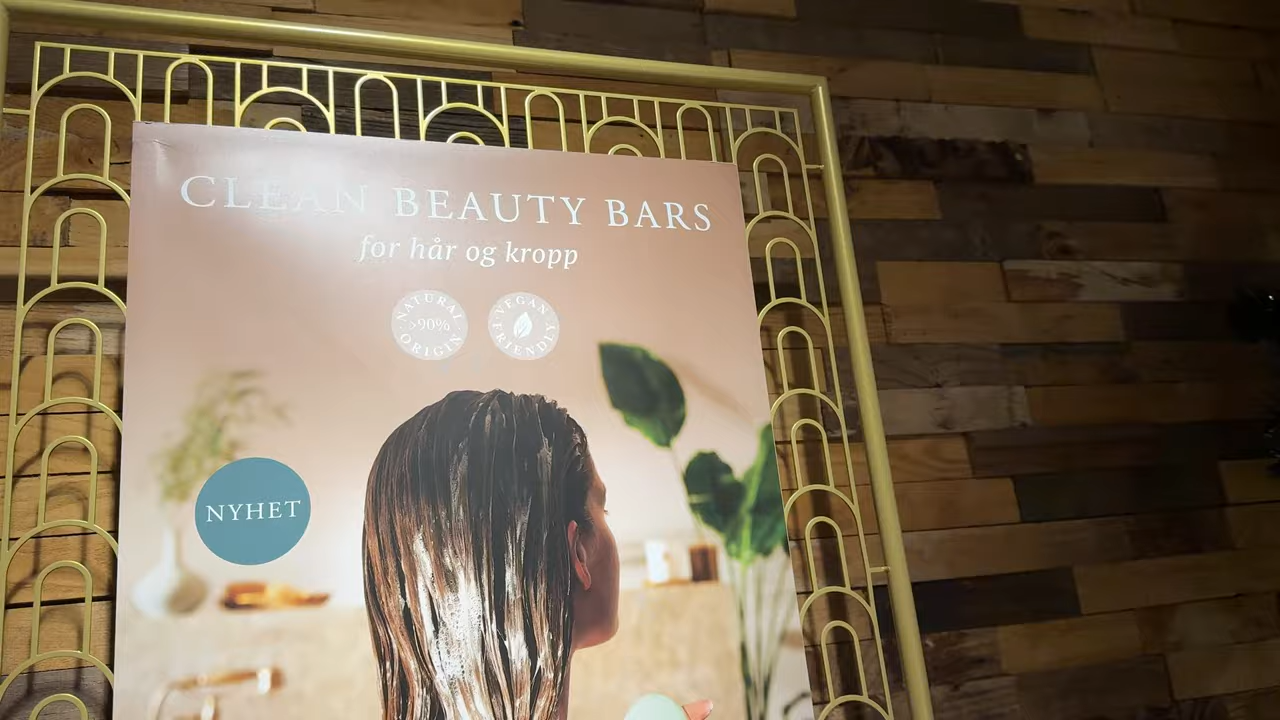 CLEAN BEAUTY BARS
for hår og kropp
NATURAL
>90%
ORIGIN
VEGAN
FRIENDLY
NYHET